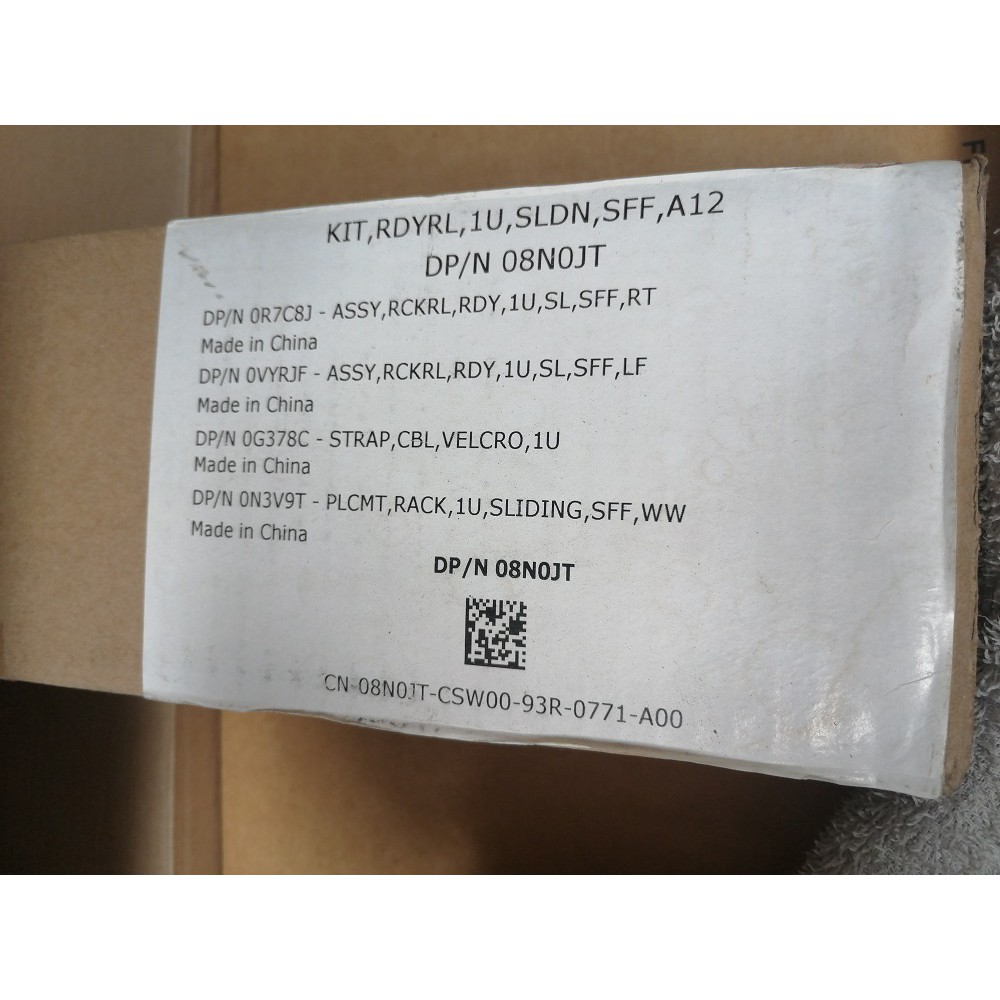 KIT,RDYRL,1U,SLDN,SFF,A12
DP/N 08N0JT
DP/N 0R7C8J - ASSY,RCKRL,RDY,1U,SL,SFF,RT
Made in China
DP/N 0VYRJF - ASSY,RCKRL,RDY,1U,SL,SFF,LF
Made in China
DP/N 0G378C - STRAP,CBL,VELCRO,1U
Made in China
DP/N 0N3V9T - PLCMT,RACK,1U,SLIDING,SFF,WW
Made in China
DP/N 08N0JT
CN-08N0JT-CSW00-93R-0771-A00